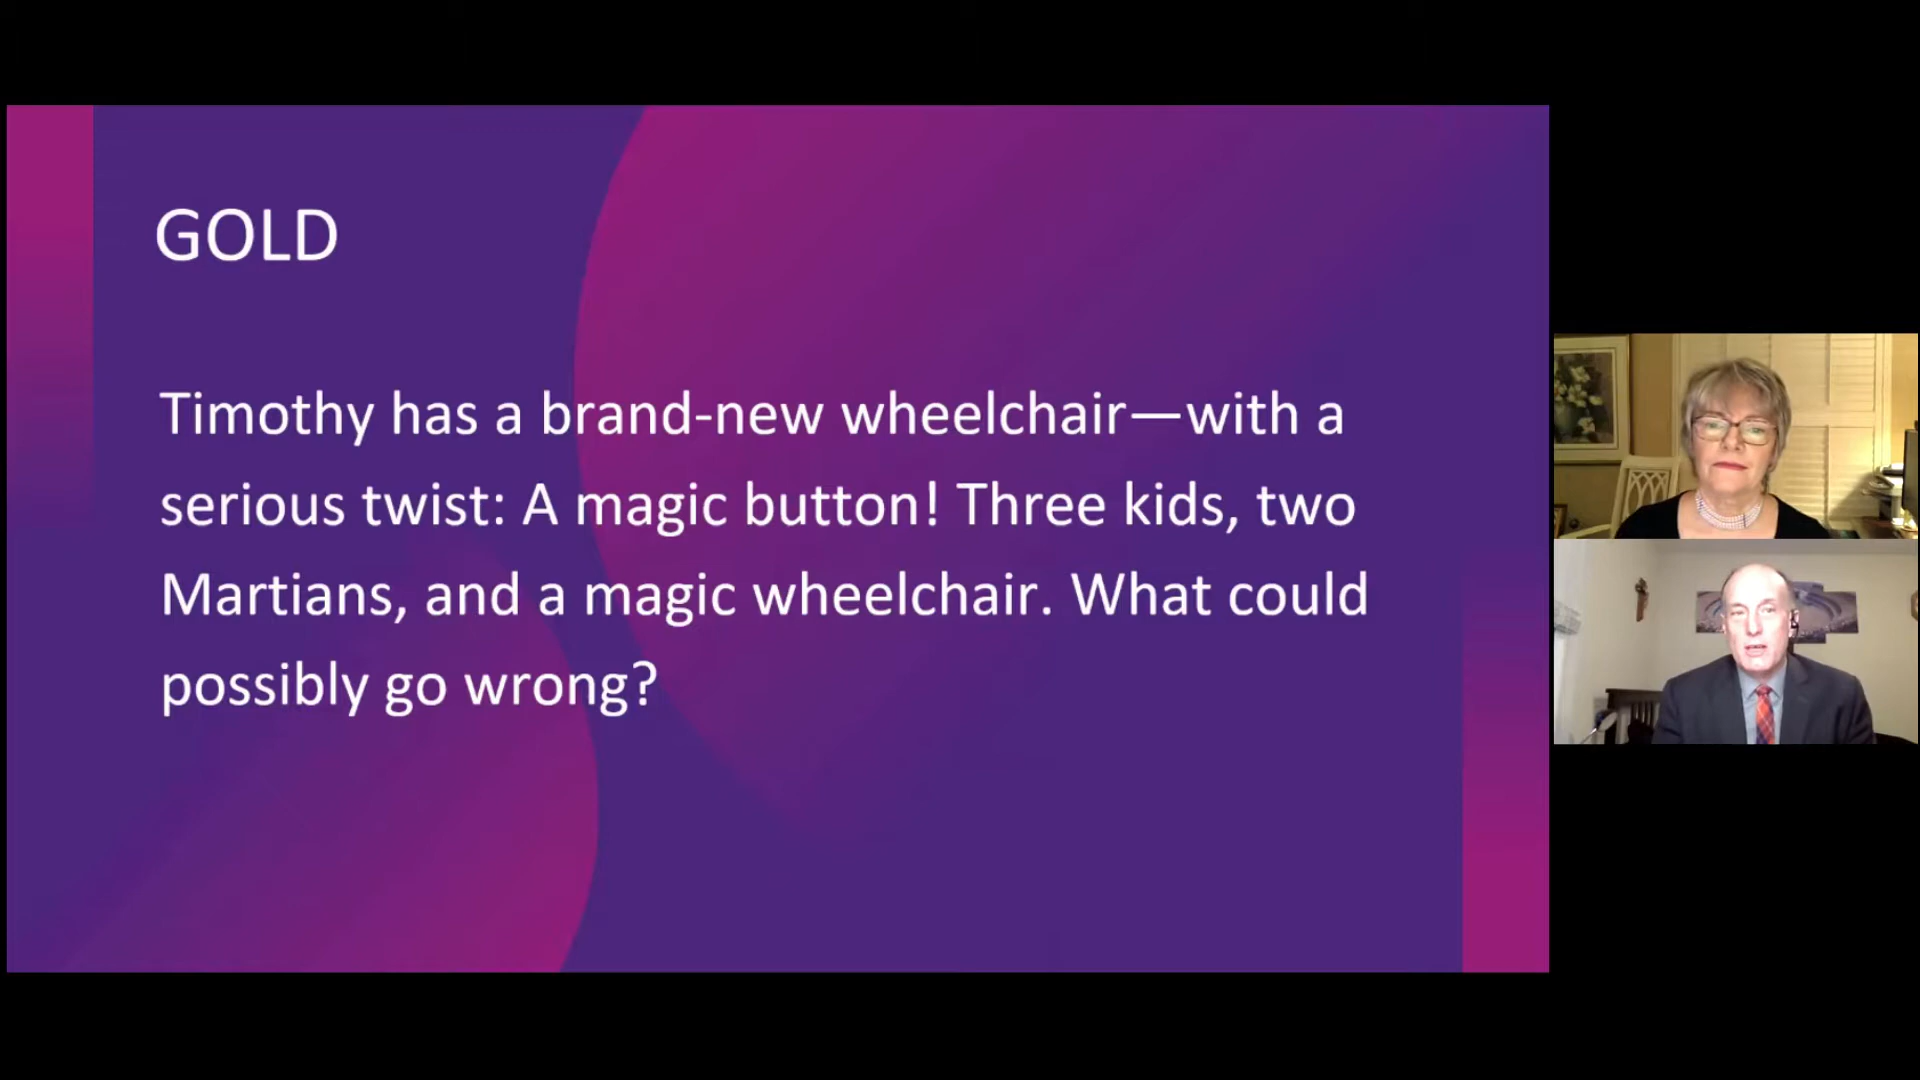 GOLD
Timothy has a brand-new wheelchair—with a
serious twist: A magic button! Three kids, two
Martians, and a magic wheelchair. What could
possibly go wrong?